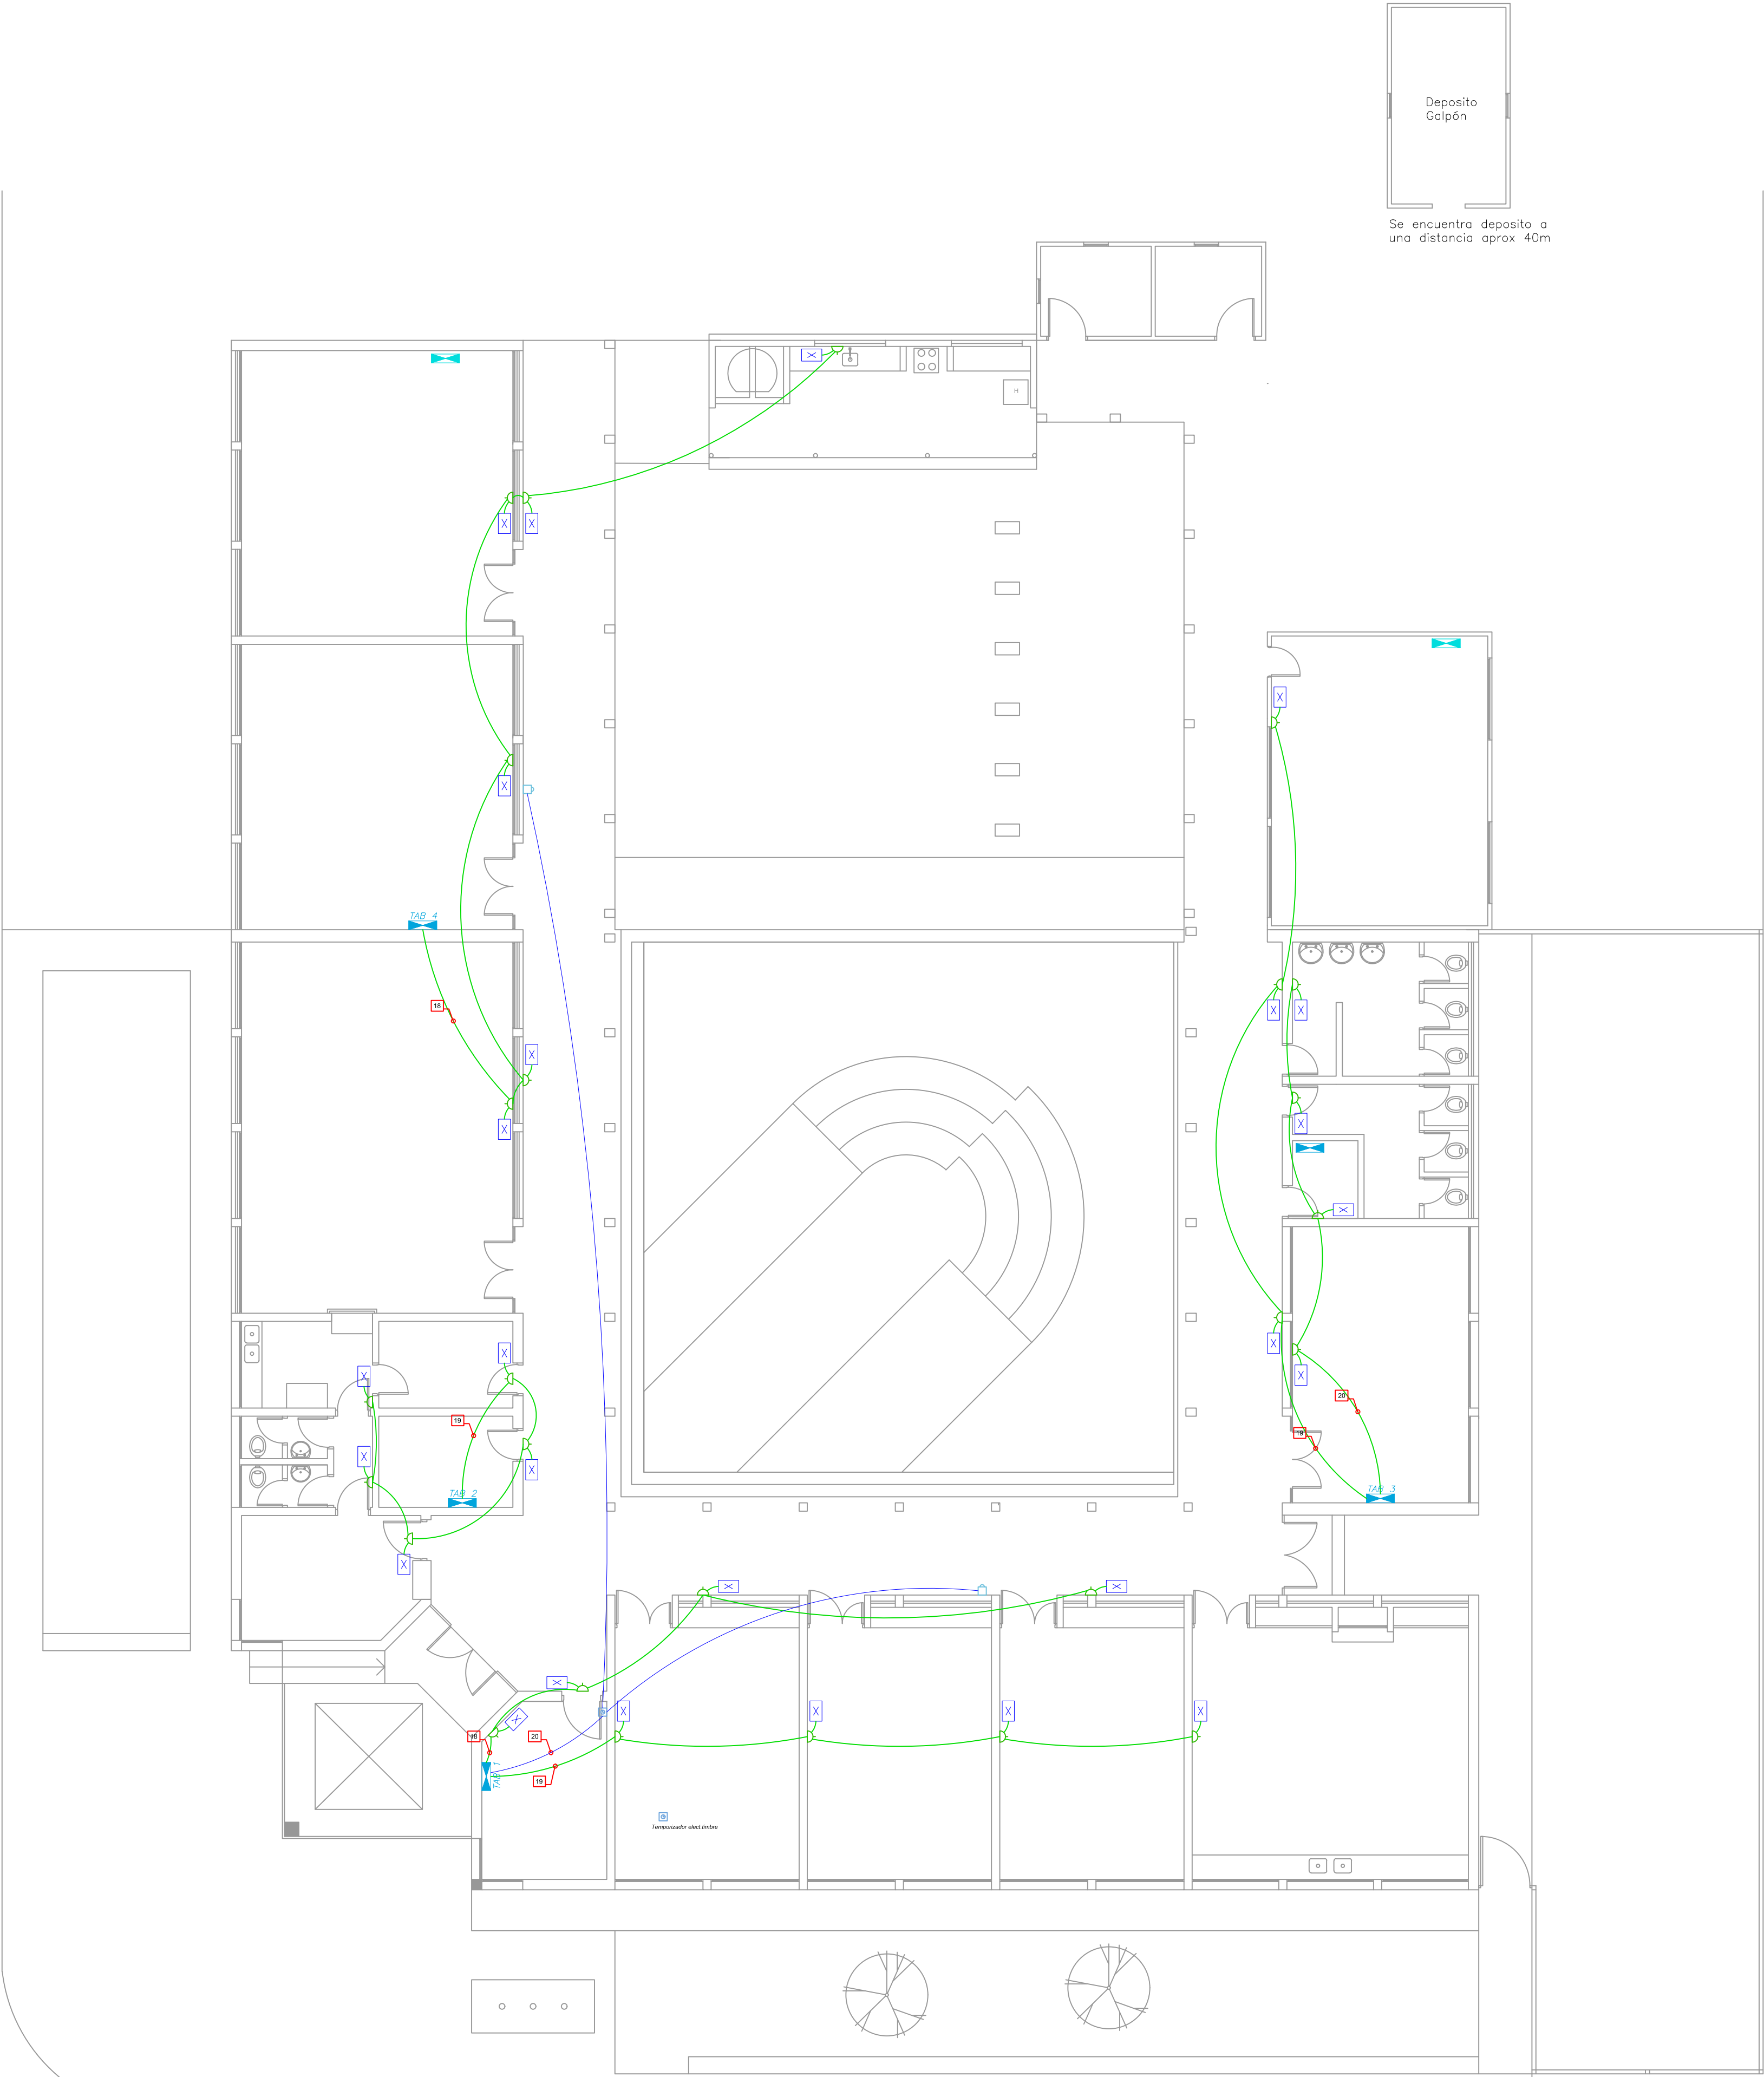 Deposito
Galpón
Se encuentra deposito a
una distancia aprox 40m
H
TAB 4
18
19
TAB 2
20
19
TAB 3
18
20
19
TAB 1
Temporizador elect timbre